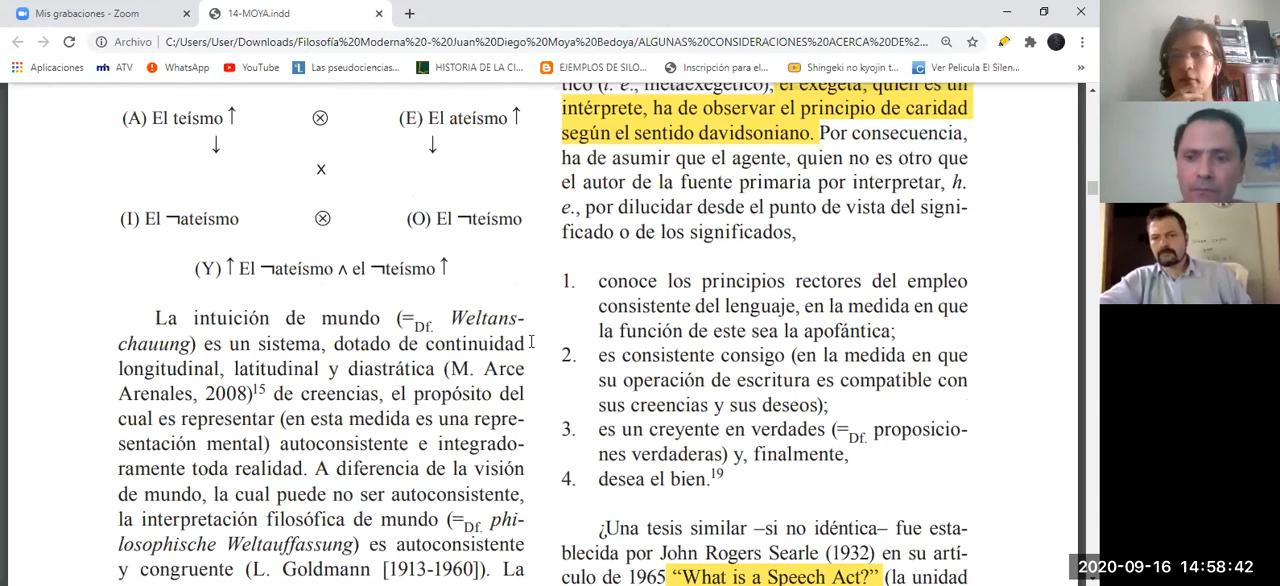 Mis grabaciones - Zoom
14-MOYA.indd
Archivo
C:/Users/User/Downloads/Filosofía%20Moderna%20-%20Juan%20Diego%20Moya%20Bedoya/ALGUNAS%20CONSIDERACIONES%20ACERCA%20DE%2...
Aplicaciones
mh ATV
WhatsApp
YouTube
Las pseudociencias...
HISTORIA DE LA CI...
EJEMPLOS DE SILO...
Inscripción para el...
Shingeki no kyojin t...
Ver Pelicula El Silen...
»
(A) El teísmo ↑ ⊗ (E) El ateísmo ↑
↓ ↓
x
(I) El ¬ateísmo ⊗ (O) El ¬teísmo
(Y) ↑ El ¬ateísmo ∧ el ¬teísmo ↑
La intuición de mundo (=Df. Weltans-
chauung) es un sistema, dotado de continuidad
longitudinal, latitudinal y diastrática (M. Arce
Arenales, 2008)15 de creencias, el propósito del
cual es representar (en esta medida es una repre-
sentación mental) autoconsistente e integrado-
ramente toda realidad. A diferencia de la visión
de mundo, la cual puede no ser autoconsistente,
la interpretación filosófica de mundo (=Df. phi-
losophische Weltauffassung) es autoconsistente
y congruente (L. Goldmann [1913-1960]). La
tico (i. e., metaexegético), el exégeta, quien es un
intérprete, ha de observar el principio de caridad
según el sentido davidsoniano. Por consecuencia,
ha de asumir que el agente, quien no es otro que
el autor de la fuente primaria por interpretar, h.
e., por dilucidar desde el punto de vista del signi-
ficado o de los significados,
1. conoce los principios rectores del empleo
consistente del lenguaje, en la medida en que
la función de este sea la apofántica;
2. es consistente consigo (en la medida en que
su operación de escritura es compatible con
sus creencias y sus deseos);
3. es un creyente en verdades (=Df. proposicio-
nes verdaderas) y, finalmente,
4. desea el bien.19
¿Una tesis similar –si no idéntica– fue esta-
blecida por John Rogers Searle (1932) en su artí-
culo de 1965 “What is a Speech Act?” (la unidad
2020-09-16 14:58:42